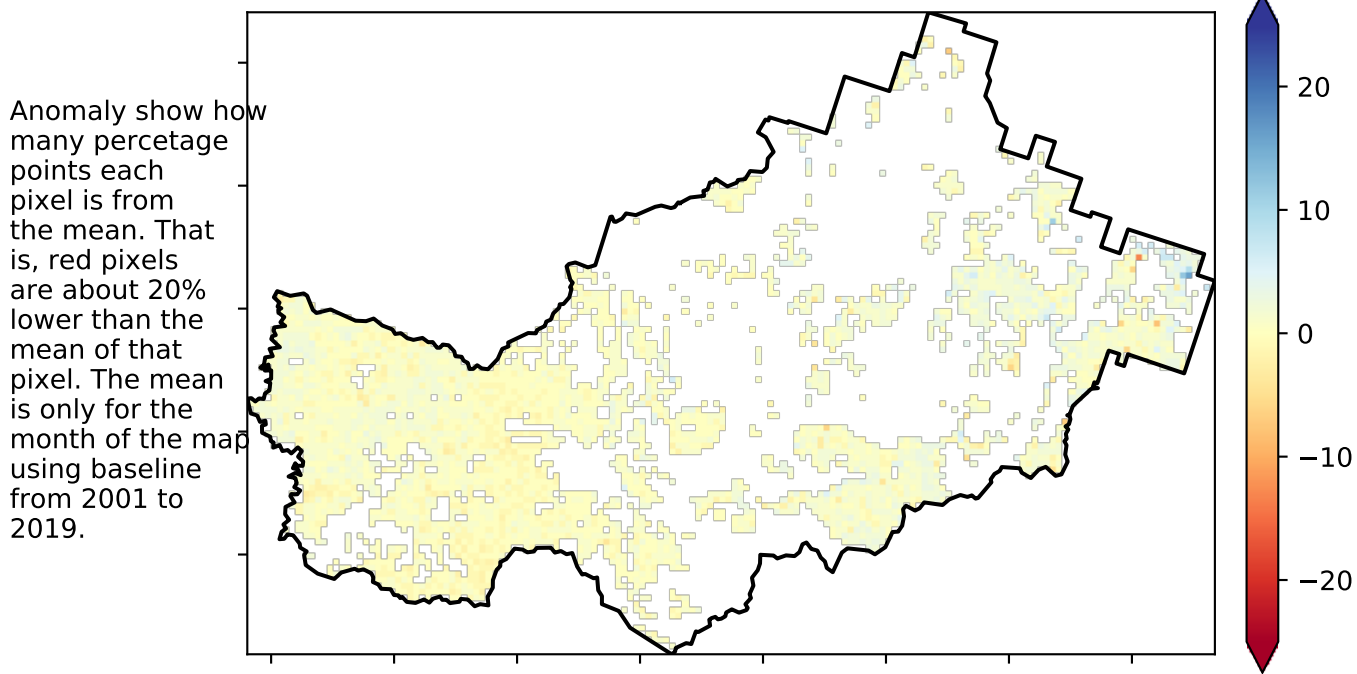 Anomaly show how
many percetage
points each
pixel is from
the mean. That
is, red pixels
are about 20%
lower than the
mean of that
pixel. The mean
is only for the
month of the map
using baseline
from 2001 to
2019.
20
10
0
−10
−20